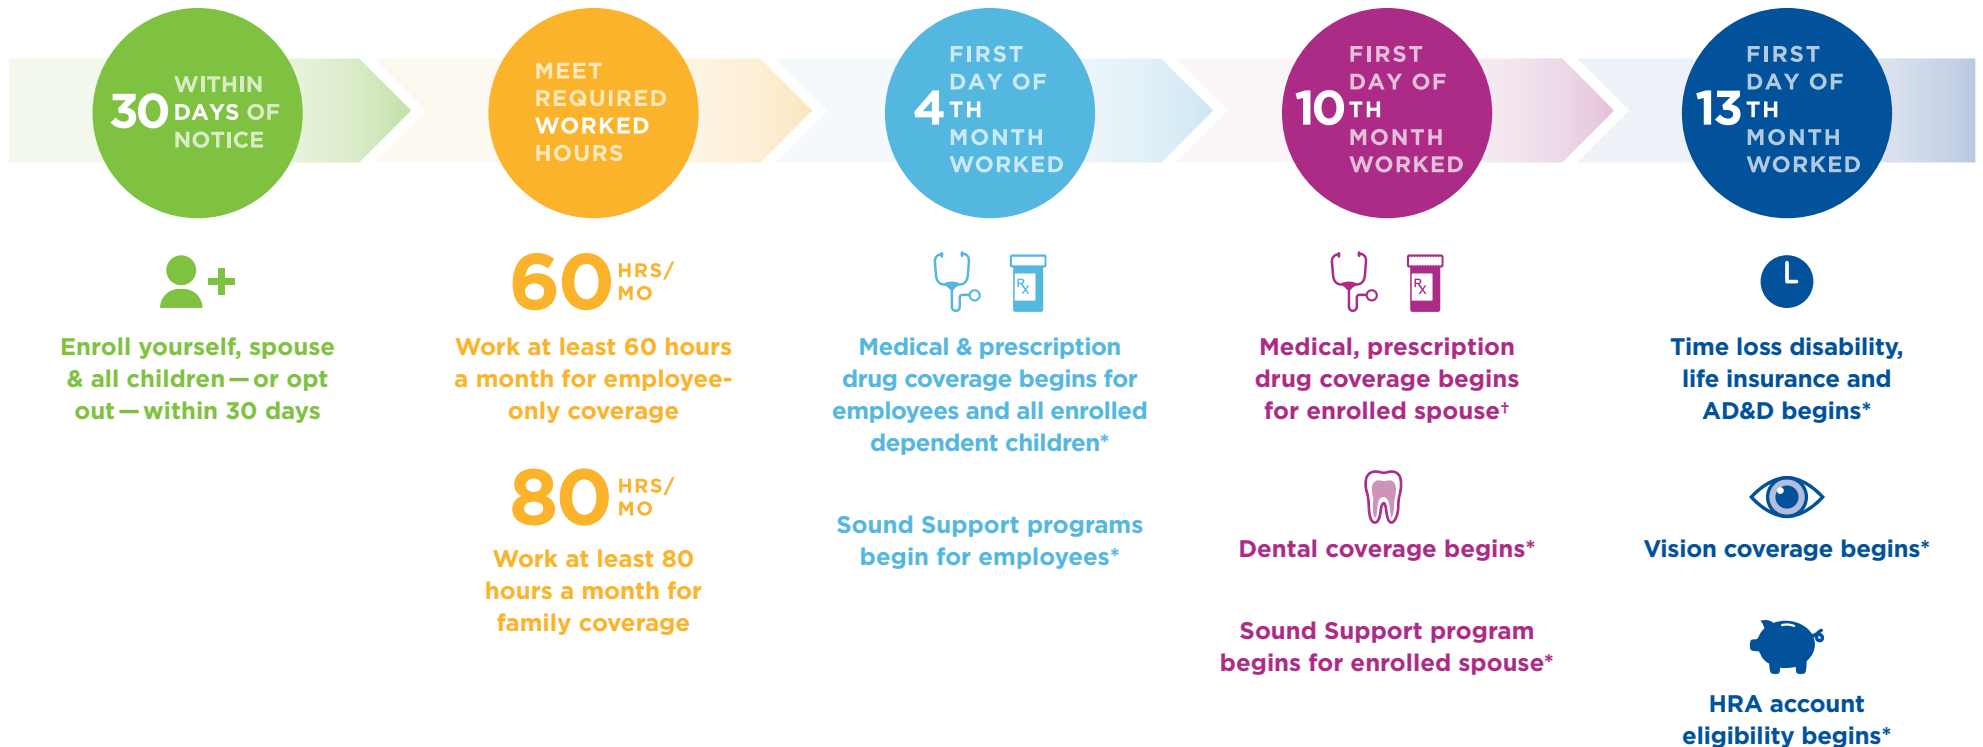 30 WITHIN
DAYS OF
NOTICE
Enroll yourself, spouse
& all children — or opt
out — within 30 days
MEET
REQUIRED
WORKED
HOURS
60 HRS/
MO
Work at least 60 hours
a month for employee-
only coverage
80 HRS/
MO
Work at least 80
hours a month for
family coverage
FIRST
DAY OF
4TH
MONTH
WORKED
Rx
Medical & prescription
drug coverage begins for
employees and all enrolled
dependent children*
Sound Support programs
begin for employees*
FIRST
DAY OF
10TH
MONTH
WORKED
Rx
Medical, prescription
drug coverage begins
for enrolled spouse†
Dental coverage begins*
Sound Support program
begins for enrolled spouse*
FIRST
DAY OF
13TH
MONTH
WORKED
Time loss disability,
life insurance and
AD&D begins*
Vision coverage begins*
HRA account
eligibility begins*